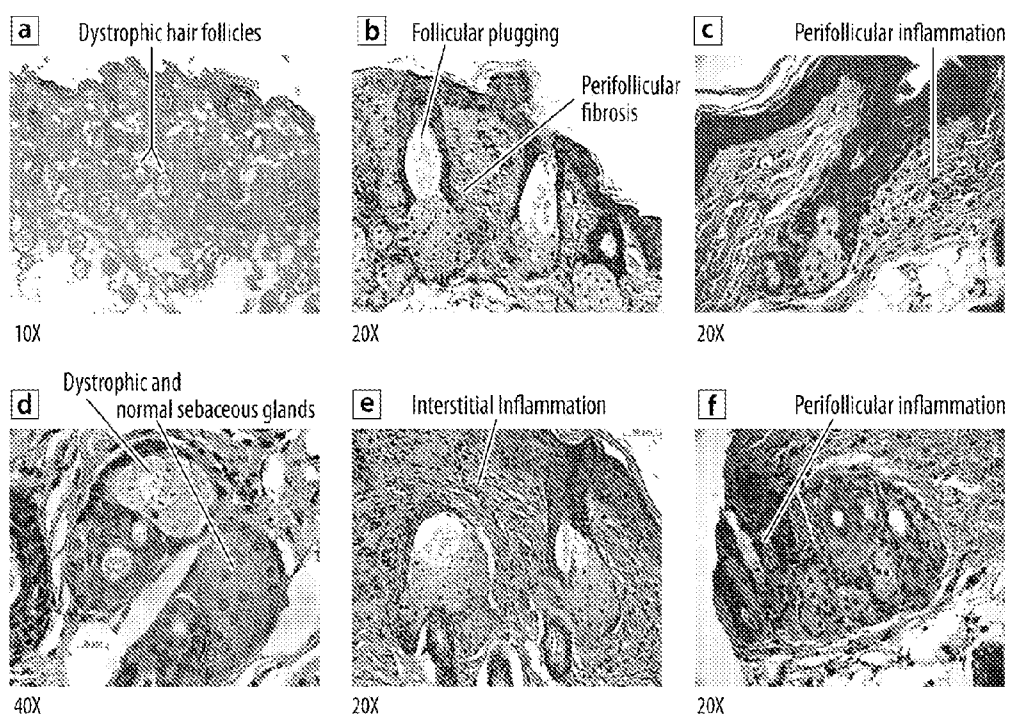 a Dystrophic hair follicles
b Follicular plugging
Perifollicular
fibrosis
c Perifollicular inflammation
10X
20X
20X
d Dystrophic and
normal sebaceous glands
e Interstitial Inflammation
f Perifollicular inflammation
40X
20X
20X